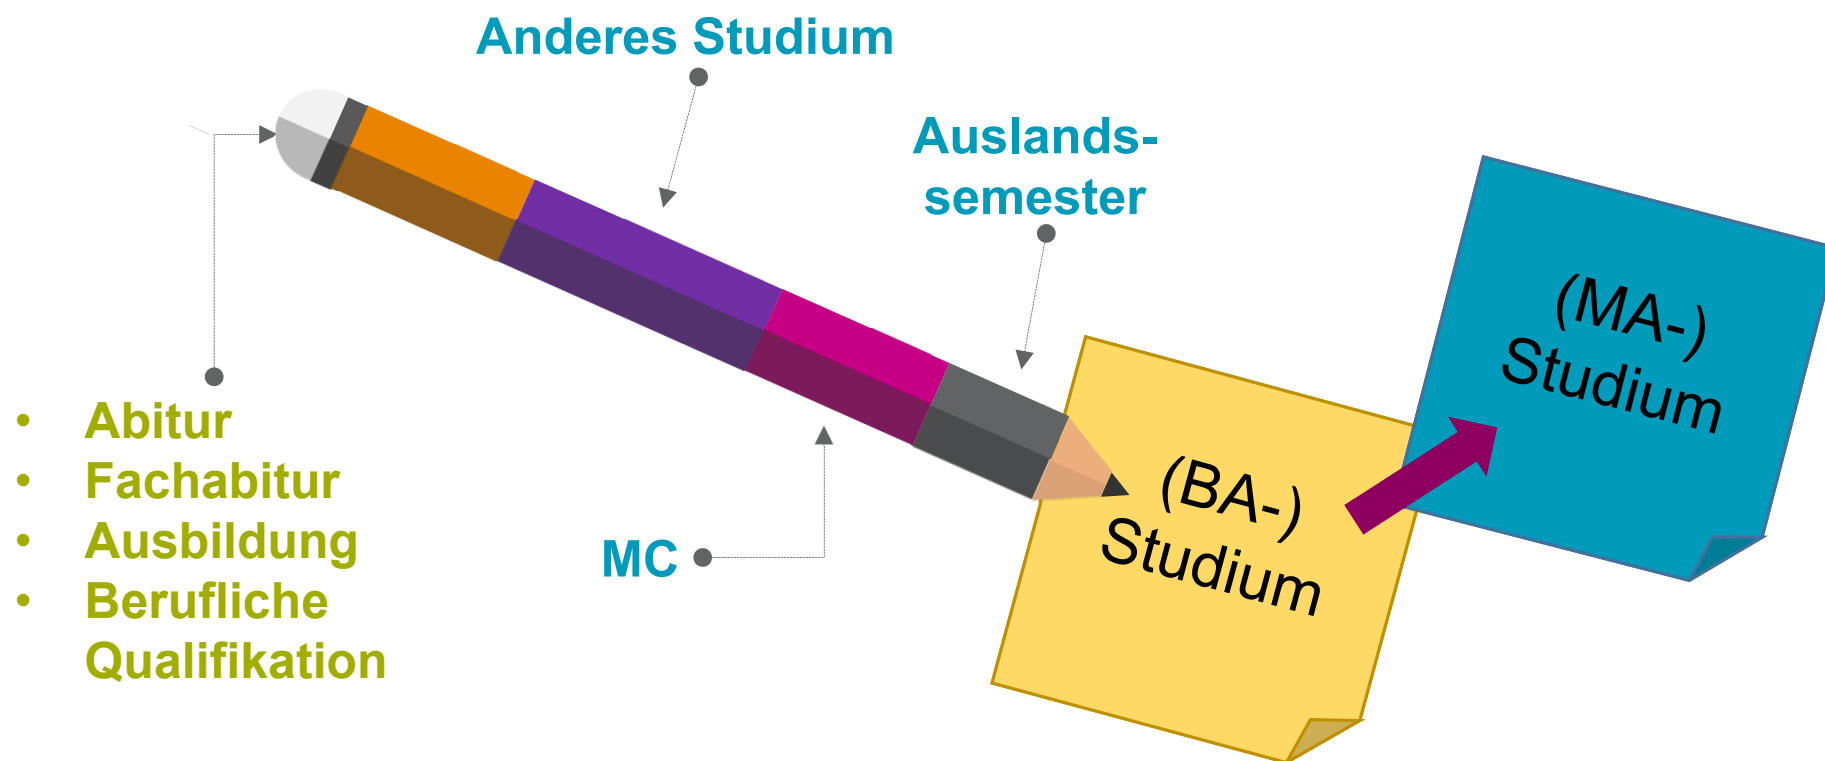 Anderes Studium
Auslands-
semester
• Abitur
• Fachabitur
• Ausbildung
• Berufliche
Qualifikation
MC
(BA-)
Studium
(MA-)
Studium